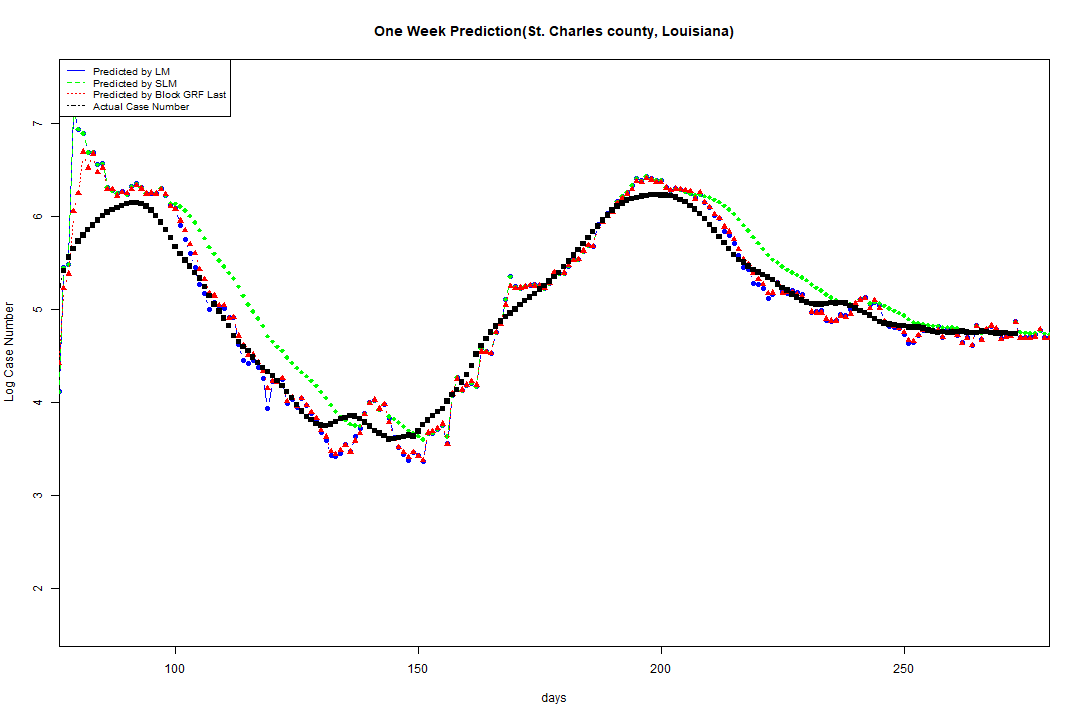 One Week Prediction(St. Charles county, Louisiana)
Predicted by LM
Predicted by SLM
Predicted by Block GRF Last
Actual Case Number
7
6
5
4
3
2
Log Case Number
100 150 200 250
days